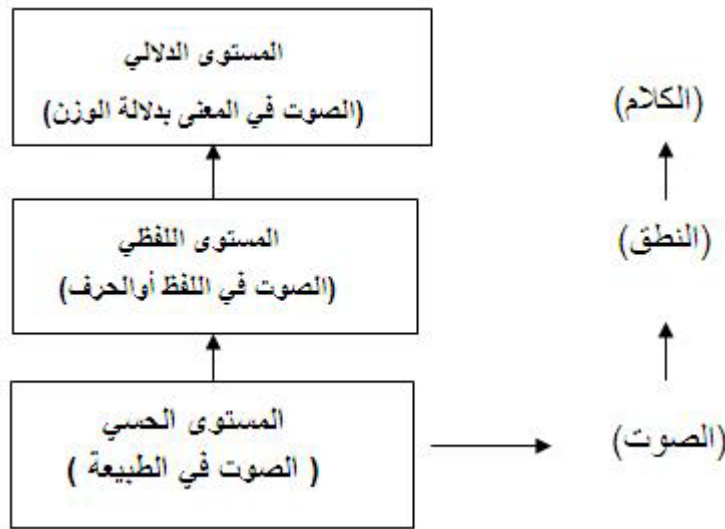 المستوى الدلالي
(الصوت في المعنى بدلالة الوزن)
(الكلام)
المستوى اللفظي
(الصوت في اللفظ أوالحرف)
(النطق)
المستوى الحسي
( الصوت في الطبيعة )
(الصوت)